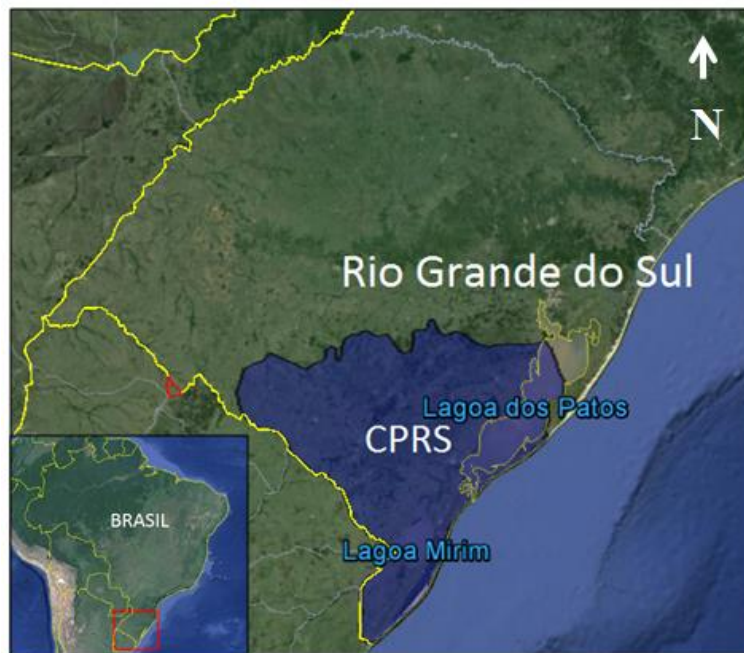 N
Rio Grande do Sul
Lagoa dos Patos
CPRS
BRASIL
Lagoa Mirim